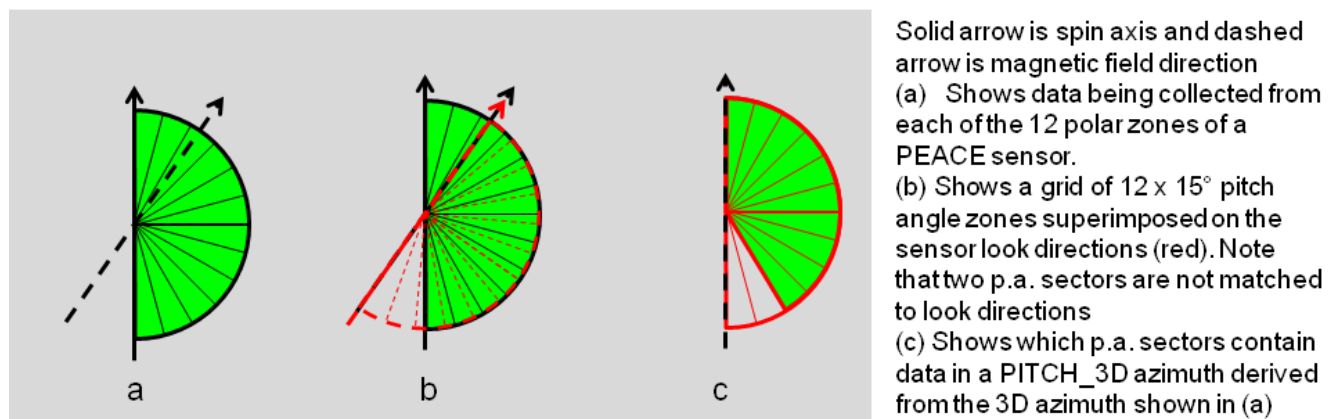 Solid arrow is spin axis and dashed
arrow is magnetic field direction
(a) Shows data being collected from
each of the 12 polar zones of a
PEACE sensor.
(b) Shows a grid of 12 x 15° pitch
angle zones superimposed on the
sensor look directions (red). Note
that two p.a. sectors are not matched
to look directions
(c) Shows which p.a. sectors contain
data in a PITCH_3D azimuth derived
from the 3D azimuth shown in (a)
a
b
c